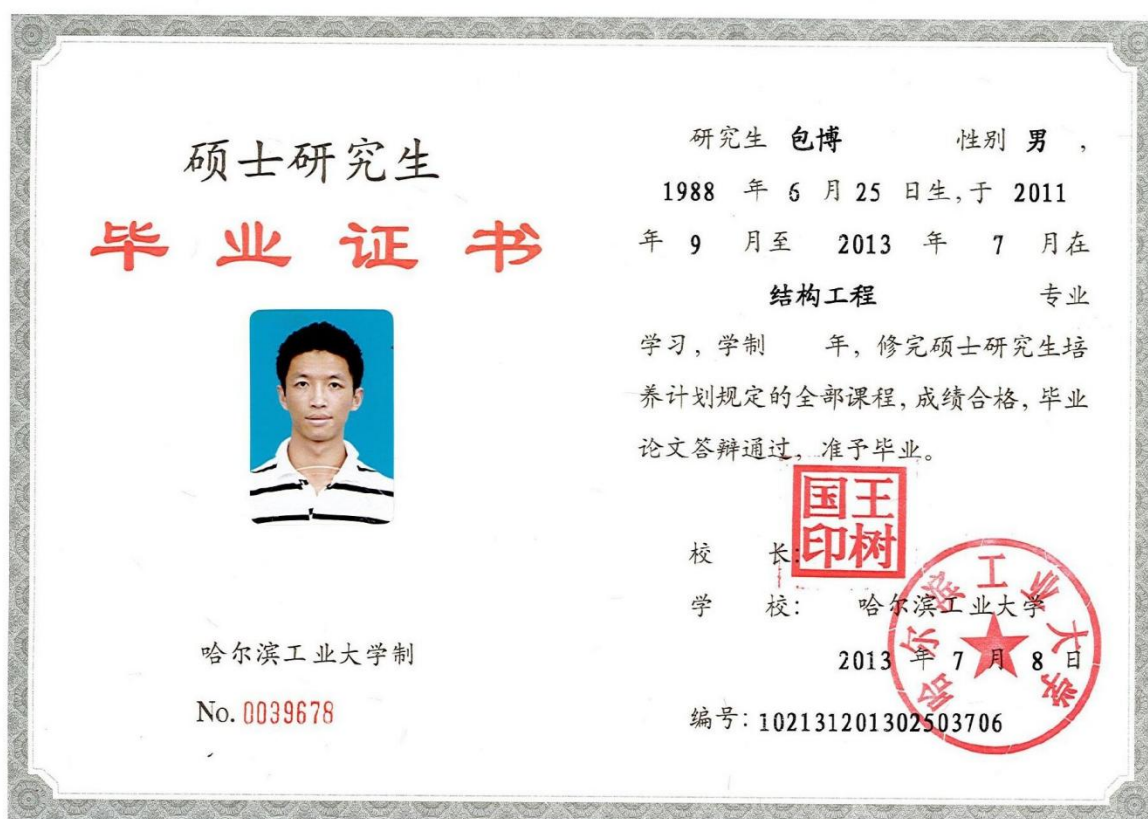 硕士研究生
毕业证书
哈尔滨工业大学制
No. 0039678
研究生 包博 性别 男 ,
1988 年 6 月 25 日生,于 2011
年 9 月至 2013 年 7 月在
结构工程 专业
学习, 学制 年, 修完硕士研究生培
养计划规定的全部课程, 成绩合格, 毕业
论文答辩通过, 准予毕业。
校 长:
王树国印
学 校: 哈尔滨工业大学
2013 年 7 月 8 日
编号: 102131201302503706
哈尔滨工业大学